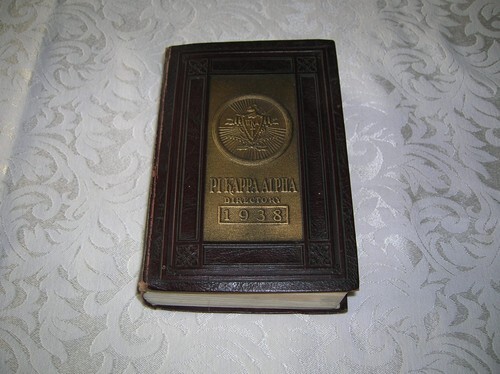 PI KAPPA ALPHA
DIRECTORY
1938